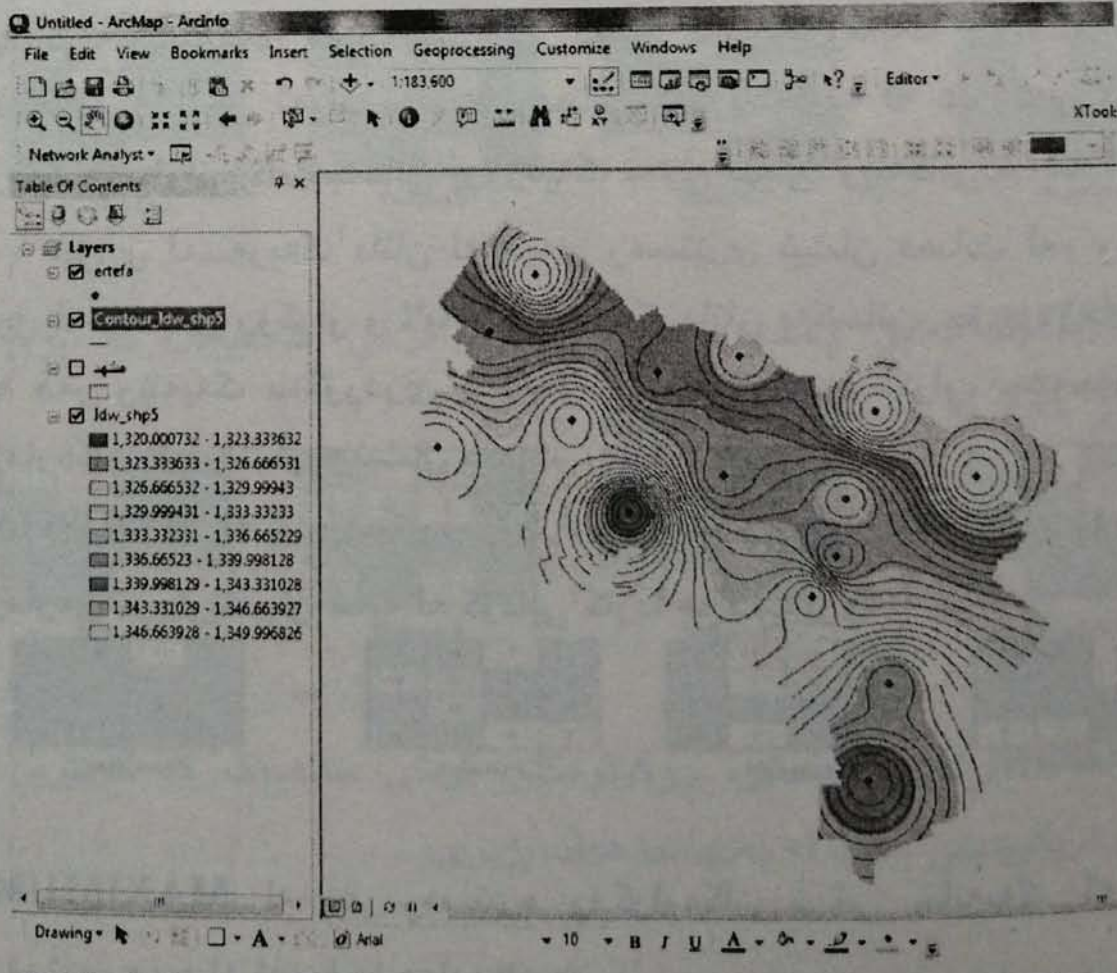 Untitled - ArcMap - ArcInfo
File Edit View Bookmarks Insert Selection Geoprocessing Customize Windows Help
1:183,600 Editor
XTools
Network Analyst
Table Of Contents
Layers
ertefa
Contour_Idw_shp5
مشهد
Idw_shp5
1,320.000732 - 1,323.333632
1,323.333633 - 1,326.666531
1,326.666532 - 1,329.99943
1,329.999431 - 1,333.33233
1,333.332331 - 1,336.665229
1,336.66523 - 1,339.998128
1,339.998129 - 1,343.331028
1,343.331029 - 1,346.663927
1,346.663928 - 1,349.996826
Drawing A Arial 10 B I U A